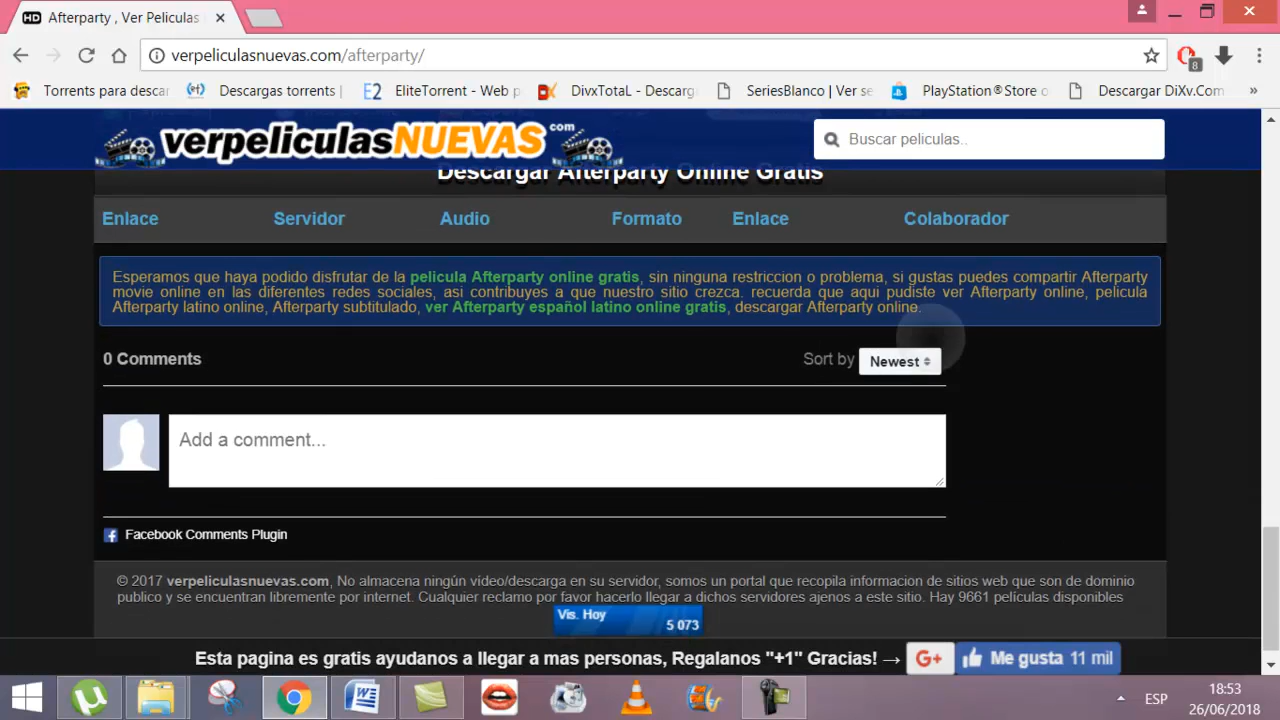 HD Afterparty , Ver Peliculas
verpeliculasnuevas.com/afterparty/
8
Torrents para descar
Descargas torrents |
E2 EliteTorrent - Web p
DivxTotaL - Descarg
SeriesBlanco | Ver se
PlayStation®Store o
Descargar DiXv.Com
»
verpeliculasNUEVAS.com
Buscar peliculas..
Descargar Afterparty Online Gratis
Enlace Servidor Audio Formato Enlace Colaborador
Esperamos que haya podido disfrutar de la pelicula Afterparty online gratis, sin ninguna restriccion o problema, si gustas puedes compartir Afterparty
movie online en las diferentes redes sociales, asi contribuyes a que nuestro sitio crezca. recuerda que aqui pudiste ver Afterparty online, pelicula
Afterparty latino online, Afterparty subtitulado, ver Afterparty español latino online gratis, descargar Afterparty online.
0 Comments
Sort by Newest
Add a comment...
Facebook Comments Plugin
© 2017 verpeliculasnuevas.com, No almacena ningún video/descarga en su servidor, somos un portal que recopila informacion de sitios web que son de dominio
publico y se encuentran libremente por internet. Cualquier reclamo por favor hacerlo llegar a dichos servidores ajenos a este sitio. Hay 9661 películas disponibles
Vis. Hoy
5 073
Esta pagina es gratis ayudanos a llegar a mas personas, Regalanos "+1" Gracias! → G+ Me gusta 11 mil
ESP
18:53
26/06/2018